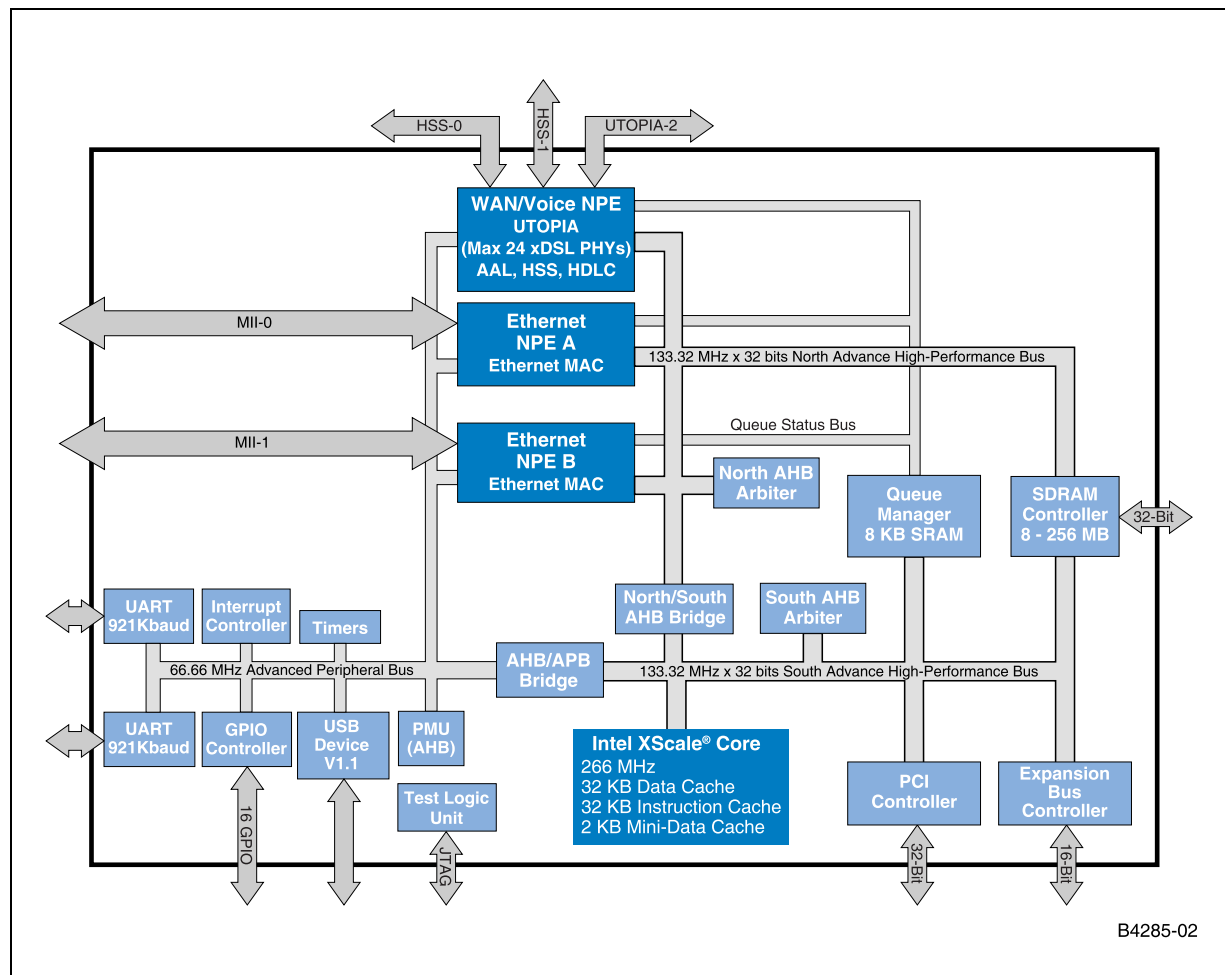 HSS-0
HSS-1
UTOPIA-2
WAN/Voice NPE
UTOPIA
(Max 24 xDSL PHYs)
AAL, HSS, HDLC
MII-0
Ethernet
NPE A
Ethernet MAC
133.32 MHz x 32 bits North Advance High-Performance Bus
MII-1
Ethernet
NPE B
Ethernet MAC
Queue Status Bus
North AHB
Arbiter
Queue
Manager
8 KB SRAM
SDRAM
Controller
8 - 256 MB
32-Bit
UART
921Kbaud
Interrupt
Controller
Timers
North/South
AHB Bridge
South AHB
Arbiter
66.66 MHz Advanced Peripheral Bus
AHB/APB
Bridge
133.32 MHz x 32 bits South Advance High-Performance Bus
UART
921Kbaud
GPIO
Controller
USB
Device
V1.1
PMU
(AHB)
Intel XScale® Core
266 MHz
32 KB Data Cache
32 KB Instruction Cache
2 KB Mini-Data Cache
Test Logic
Unit
PCI
Controller
Expansion
Bus
Controller
16 GPIO
JTAG
32-Bit
16-Bit
B4285-02